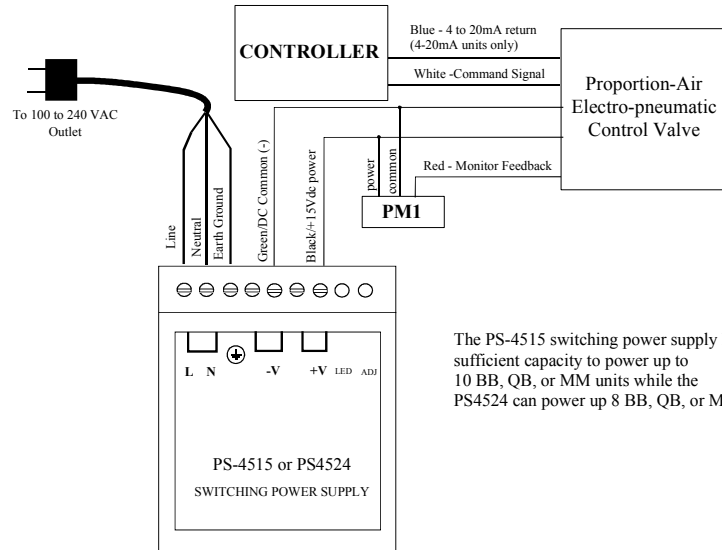 CONTROLLER
Blue - 4 to 20mA return
(4-20mA units only)
White -Command Signal
Proportion-Air
Electro-pneumatic
Control Valve
To 100 to 240 VAC
Outlet
Line
Neutral
Earth Ground
Green/DC Common (-)
Black/+15Vdc power
power
common
Red - Monitor Feedback
PM1
L N -V +V LED ADJ
The PS-4515 switching power supply
sufficient capacity to power up to
10 BB, QB, or MM units while the
PS4524 can power up 8 BB, QB, or M
PS-4515 or PS4524
SWITCHING POWER SUPPLY